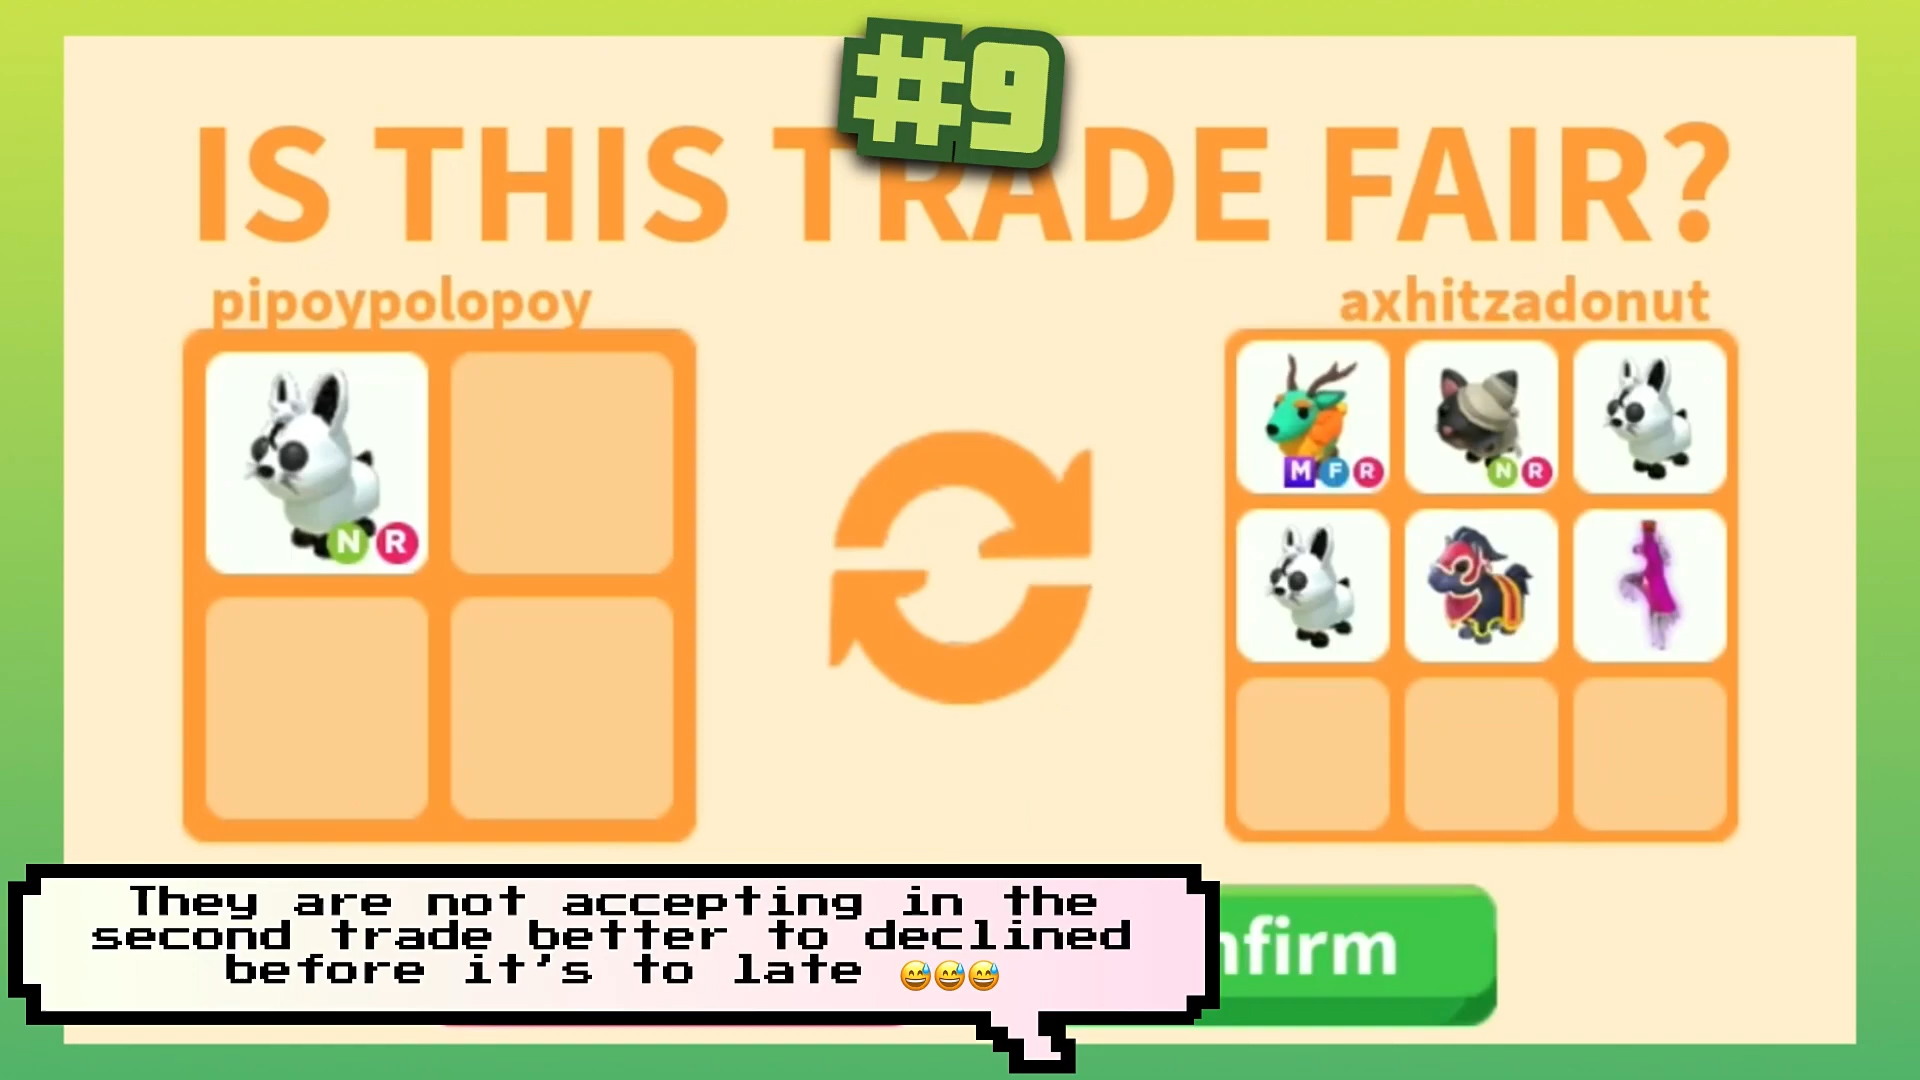 #9
IS THIS TRADE FAIR?
pipoypolopoy
axhitzadonut
M F R
N R
N R
They are not accepting in the
second trade better to declined
before it's to late 😅😅😅
nfirm